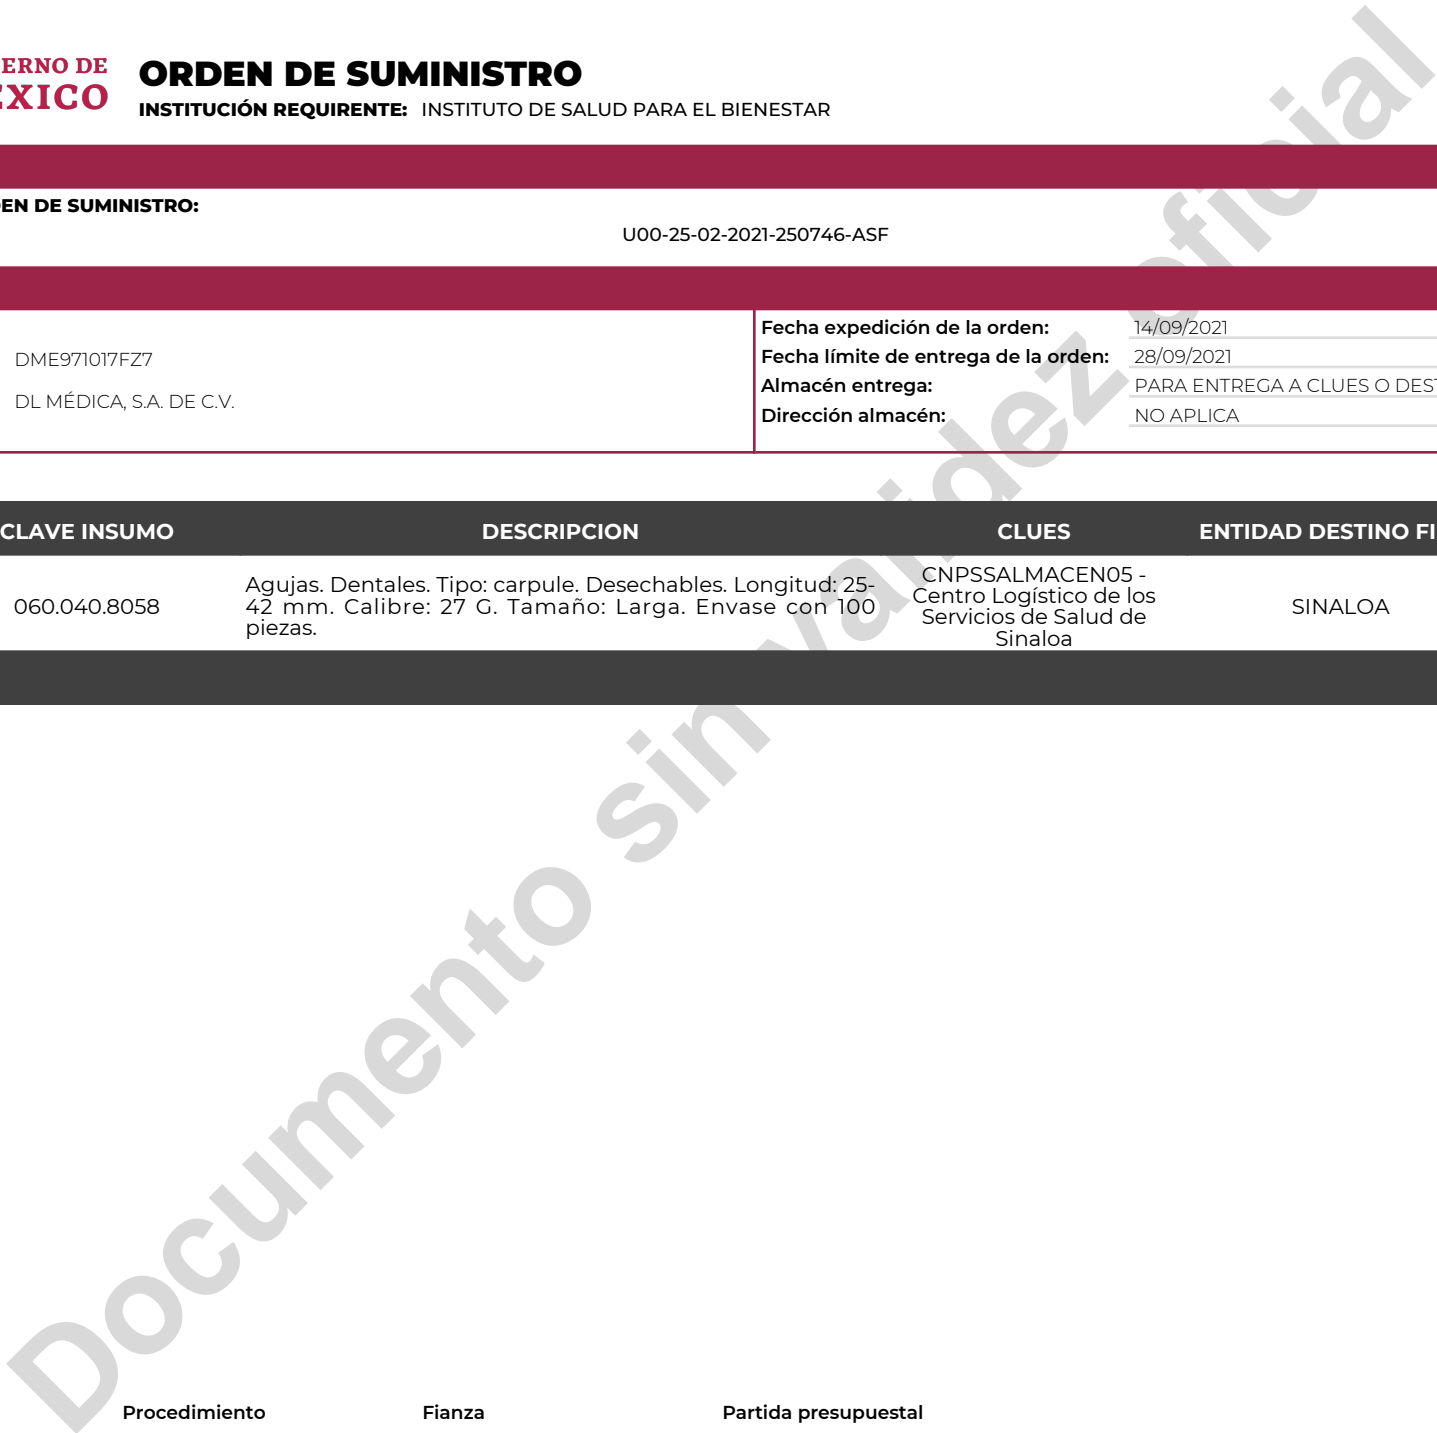 ERNO DE
ÉXICO
ORDEN DE SUMINISTRO
INSTITUCIÓN REQUIRENTE: INSTITUTO DE SALUD PARA EL BIENESTAR
EN DE SUMINISTRO:
U00-25-02-2021-250746-ASF
DME971017FZ7
DL MÉDICA, S.A. DE C.V.
Fecha expedición de la orden: 14/09/2021
Fecha límite de entrega de la orden: 28/09/2021
Almacén entrega: PARA ENTREGA A CLUES O DEST
Dirección almacén: NO APLICA
CLAVE INSUMO DESCRIPCION CLUES ENTIDAD DESTINO FI
060.040.8058
Agujas. Dentales. Tipo: carpule. Desechables. Longitud: 25-
42 mm. Calibre: 27 G. Tamaño: Larga. Envase con 100
piezas.
CNPSSALMACEN05 -
Centro Logístico de los
Servicios de Salud de
Sinaloa
SINALOA
Documento sin validez oficial
Procedimiento Fianza Partida presupuestal